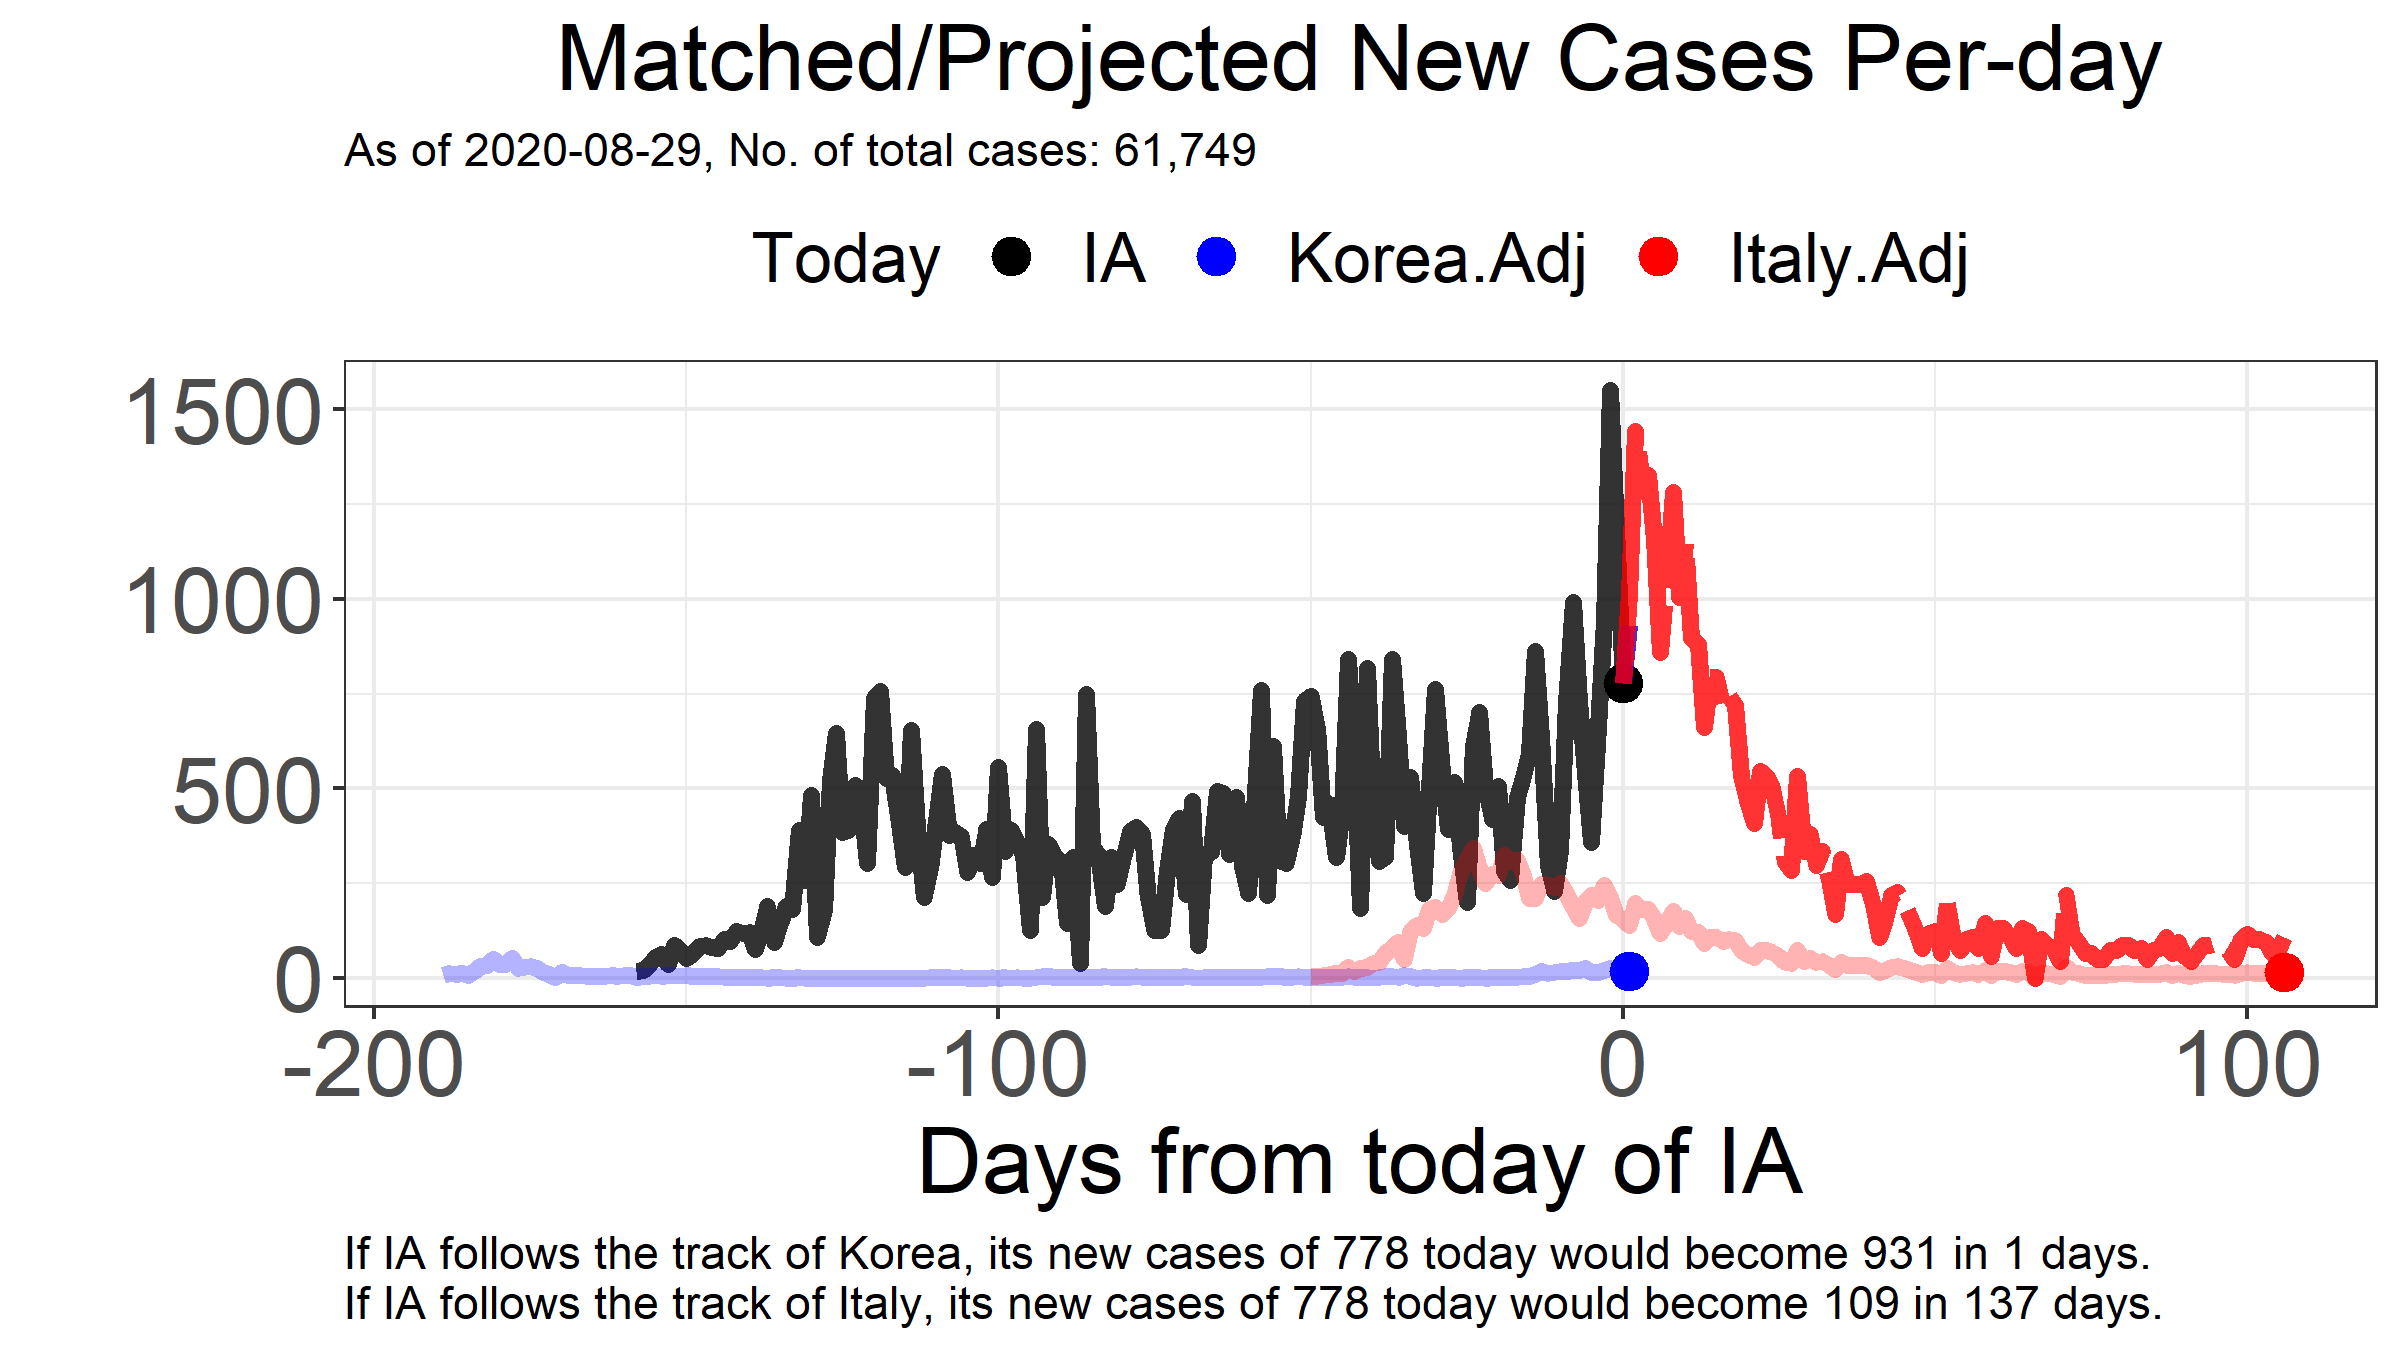 Matched/Projected New Cases Per-day
As of 2020-08-29, No. of total cases: 61,749
Today IA Korea.Adj Italy.Adj
1500
1000
500
0
-200 -100 0 100
Days from today of IA
If IA follows the track of Korea, its new cases of 778 today would become 931 in 1 days.
If IA follows the track of Italy, its new cases of 778 today would become 109 in 137 days.